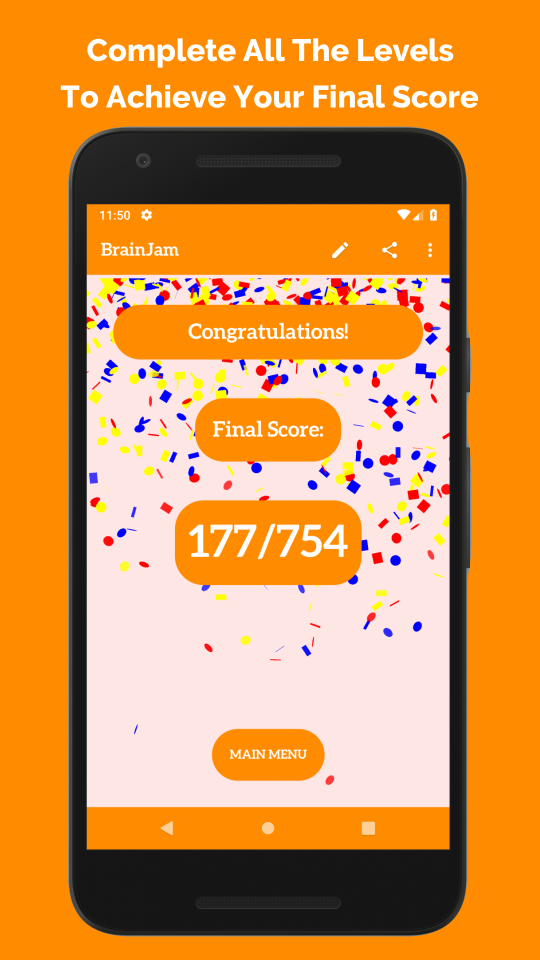 Complete All The Levels
To Achieve Your Final Score
11:50
BrainJam
Congratulations!
Final Score:
177/754
MAIN MENU